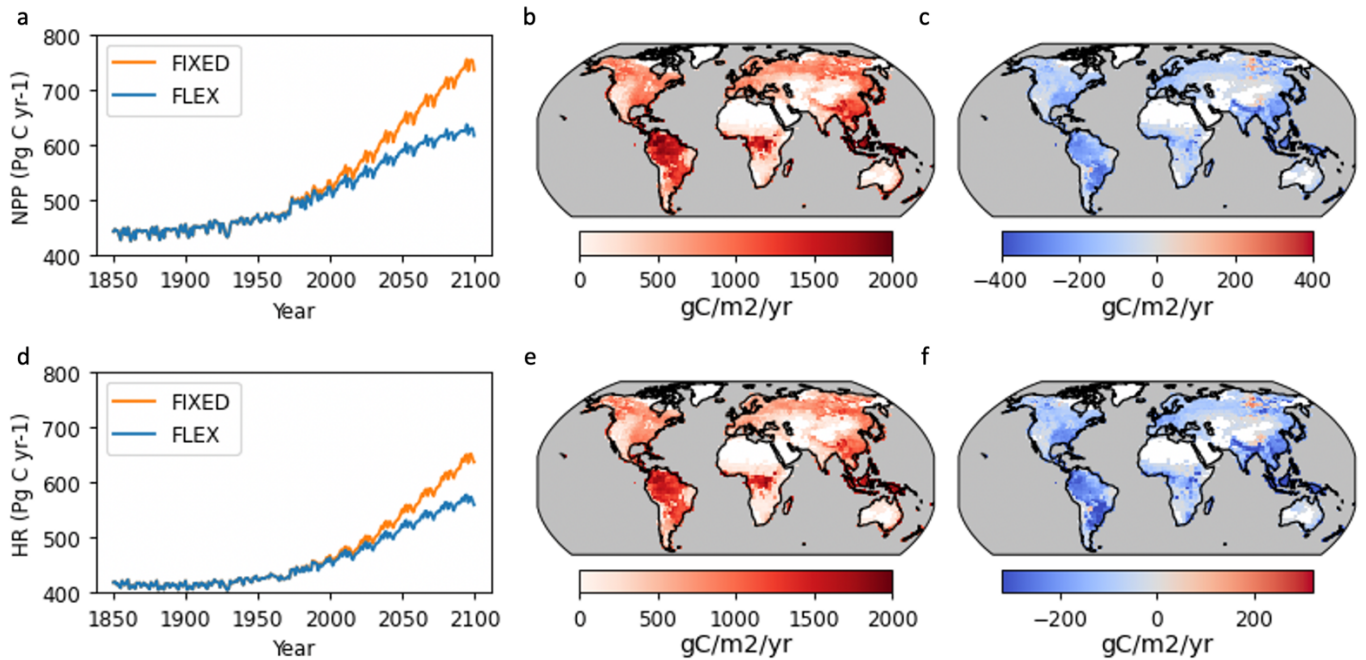 a
800
700
600
500
400
NPP (Pg C yr-1)
FIXED
FLEX
1850 1900 1950 2000 2050 2100
Year
b
0 500 1000 1500 2000
gC/m2/yr
c
−400 −200 0 200 400
gC/m2/yr
d
800
700
600
500
400
HR (Pg C yr-1)
FIXED
FLEX
1850 1900 1950 2000 2050 2100
Year
e
0 500 1000 1500 2000
gC/m2/yr
f
−200 0 200
gC/m2/yr